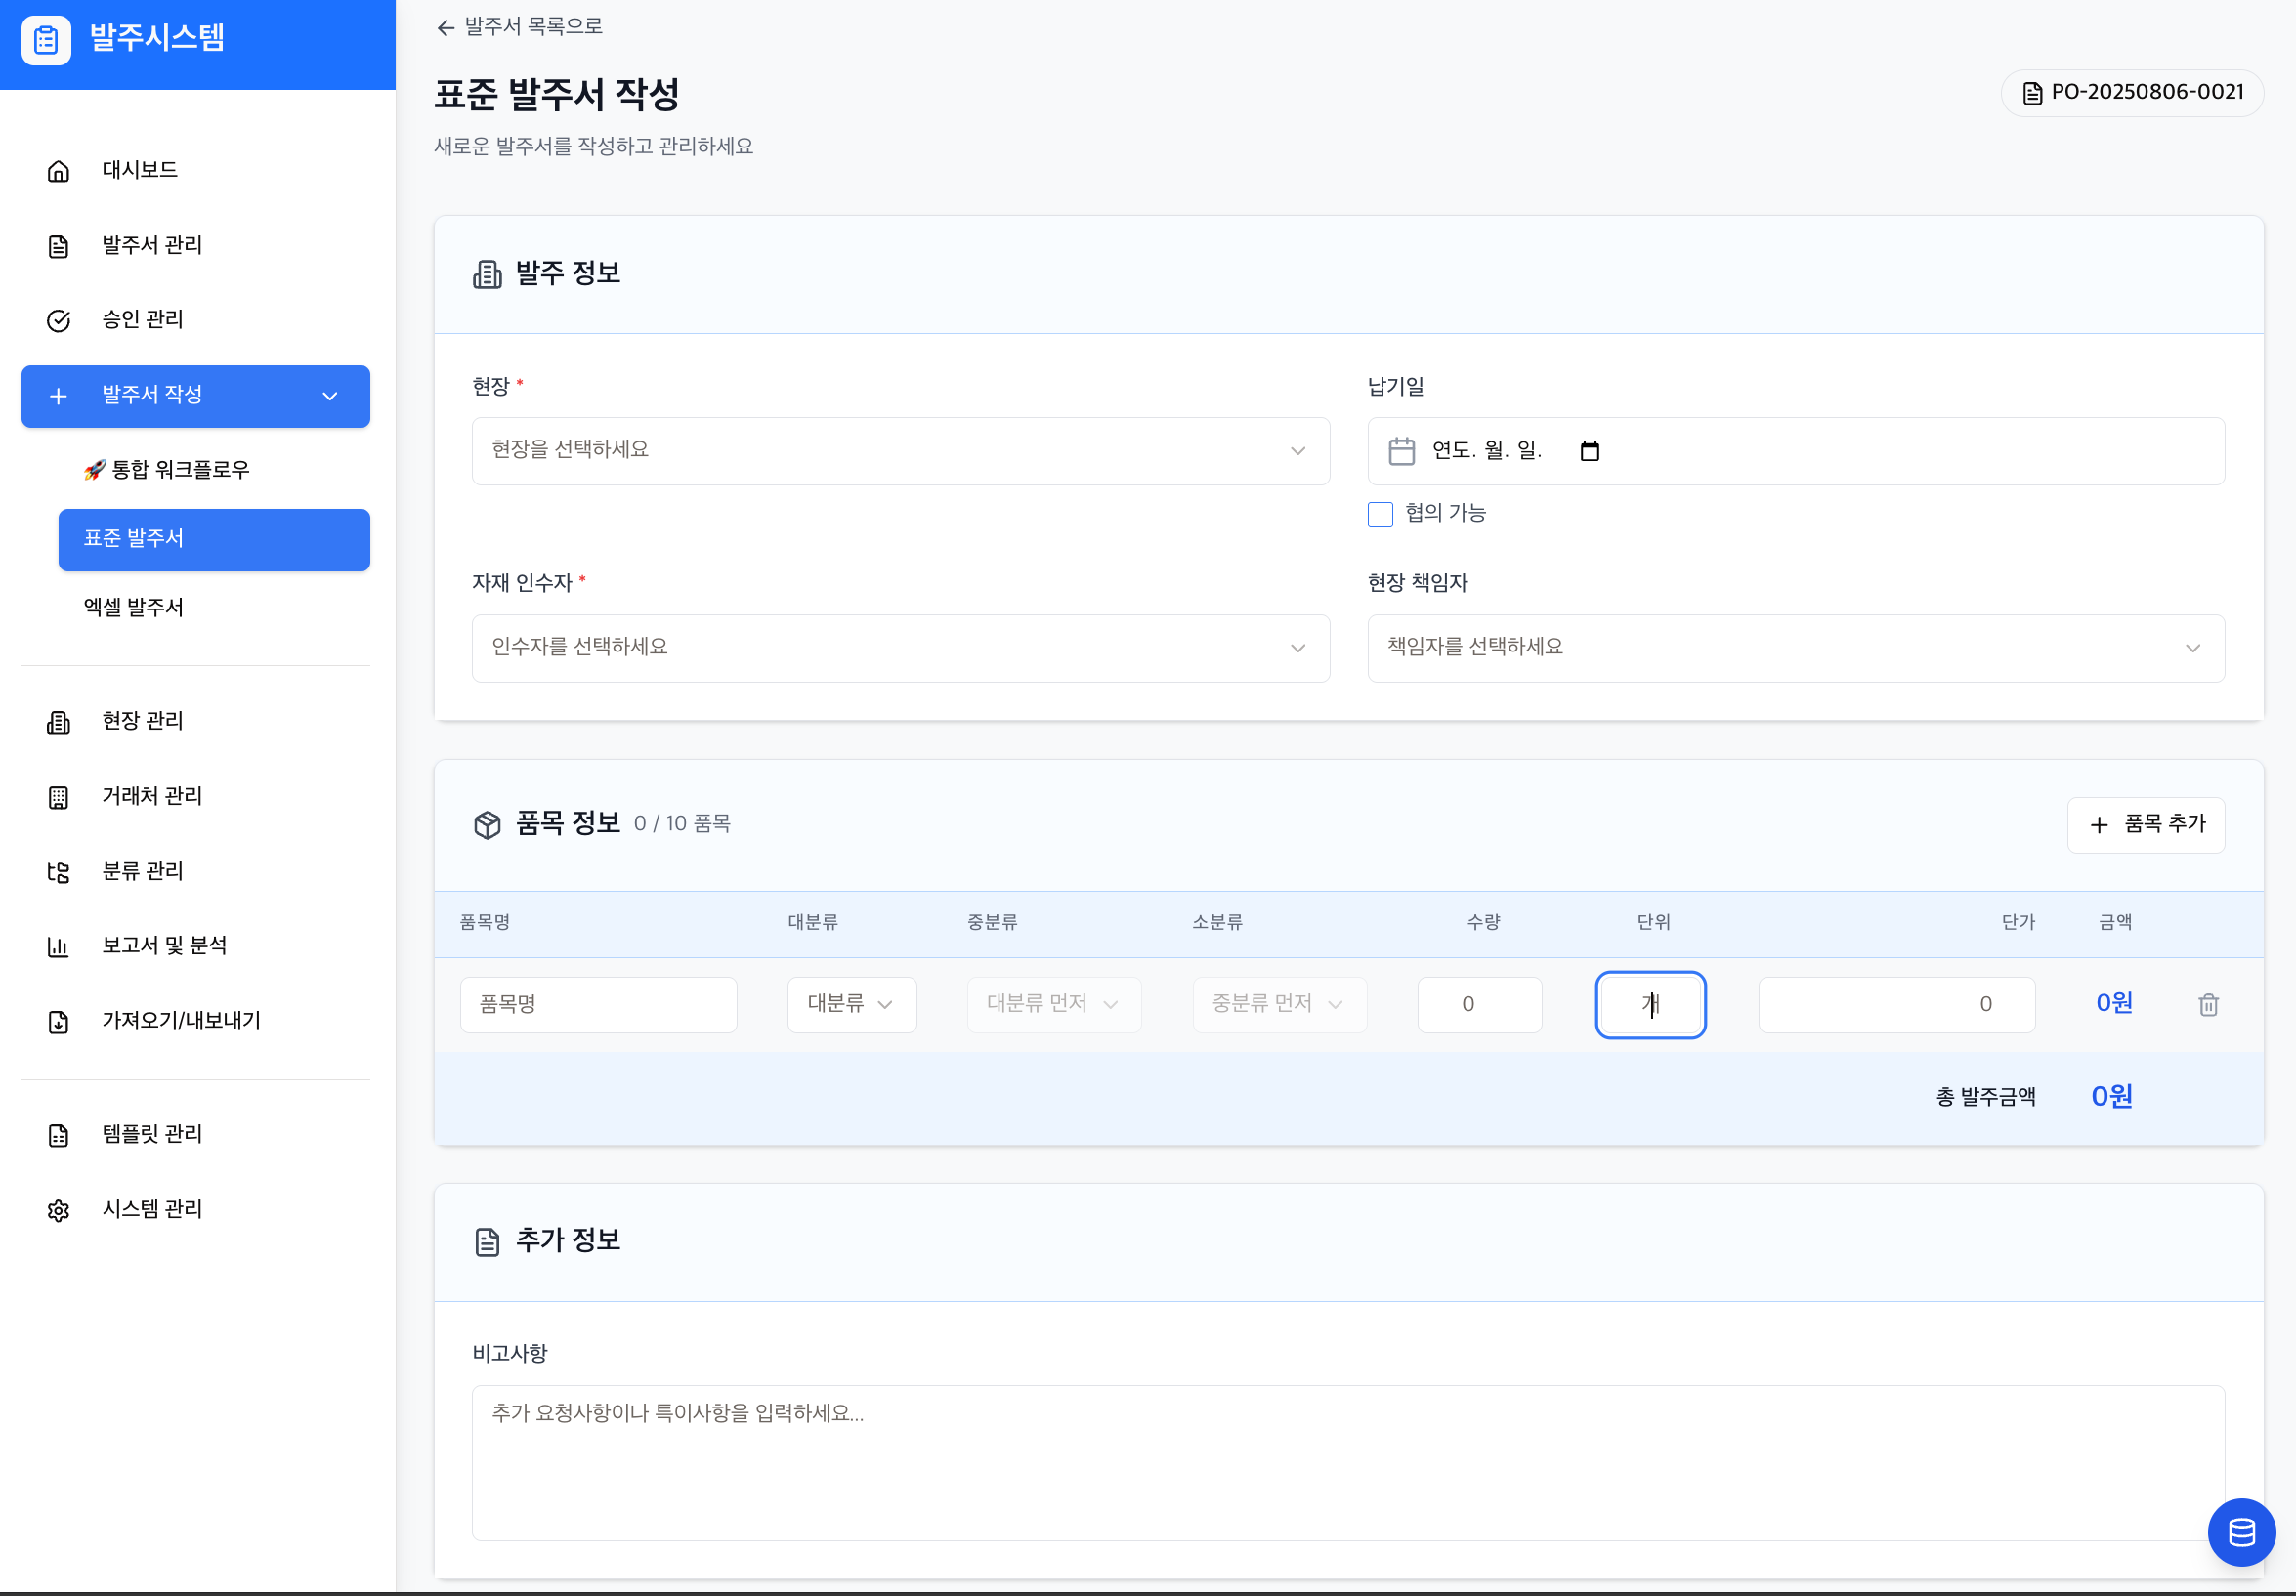 발주시스템
대시보드
발주서 관리
승인 관리
발주서 작성
🚀 통합 워크플로우
표준 발주서
엑셀 발주서
현장 관리
거래처 관리
분류 관리
보고서 및 분석
가져오기/내보내기
템플릿 관리
시스템 관리
← 발주서 목록으로
표준 발주서 작성
PO-20250806-0021
새로운 발주서를 작성하고 관리하세요
발주 정보
현장 * 납기일
현장을 선택하세요 연도. 월. 일.
협의 가능
자재 인수자 * 현장 책임자
인수자를 선택하세요 책임자를 선택하세요
품목 정보 0 / 10 품목 + 품목 추가
품목명 대분류 중분류 소분류 수량 단위 단가 금액
품목명 대분류 대분류 먼저 중분류 먼저 0 개 0 0원
총 발주금액 0원
추가 정보
비고사항
추가 요청사항이나 특이사항을 입력하세요...